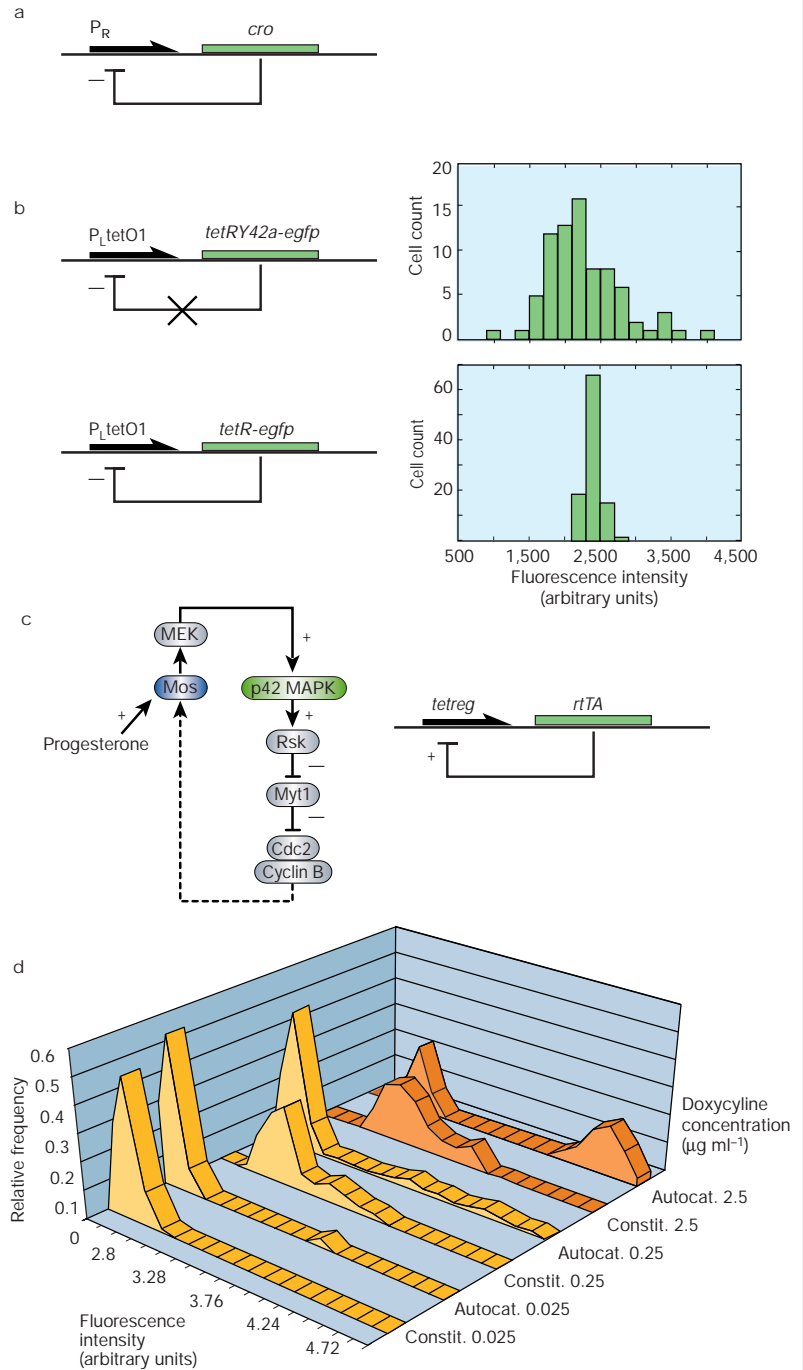 a
P_R
cro
—
b
P_LtetO1
tetRY42a-egfp
—
20
15
10
5
0
Cell count
P_LtetO1
tetR-egfp
—
60
40
20
Cell count
500
1,500
2,500
3,500
4,500
Fluorescence intensity
(arbitrary units)
c
MEK
+
Mos
p42 MAPK
+
Progesterone
+
Rsk
—
Myt1
—
Cdc2
Cyclin B
tetreg
rtTA
+
d
0.6
0.5
0.4
0.3
0.2
0.1
0
Relative frequency
2.8
3.28
3.76
4.24
4.72
Fluorescence
intensity
(arbitrary units)
Doxycyline
concentration
(μg ml⁻¹)
Autocat. 2.5
Constit. 2.5
Autocat. 0.25
Constit. 0.25
Autocat. 0.025
Constit. 0.025